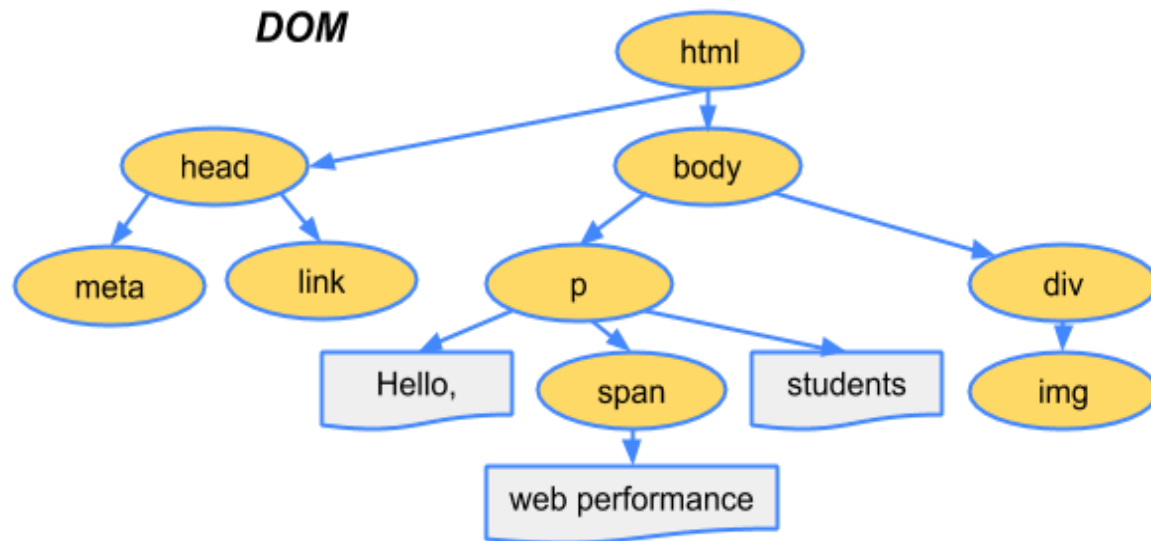 DOM
html
head
body
meta
link
p
div
Hello,
span
students
img
web performance